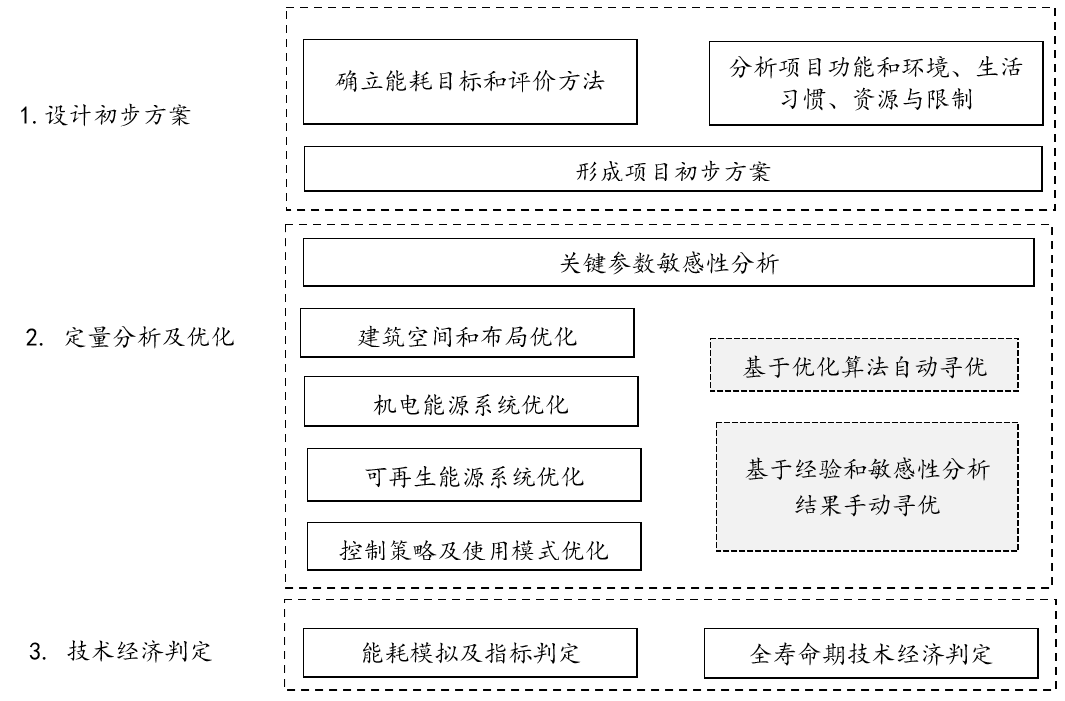 1.设计初步方案
确立能耗目标和评价方法
分析项目功能和环境、生活
习惯、资源与限制
形成项目初步方案
2. 定量分析及优化
关键参数敏感性分析
建筑空间和布局优化
机电能源系统优化
可再生能源系统优化
控制策略及使用模式优化
基于优化算法自动寻优
基于经验和敏感性分析
结果手动寻优
3. 技术经济判定
能耗模拟及指标判定
全寿命期技术经济判定